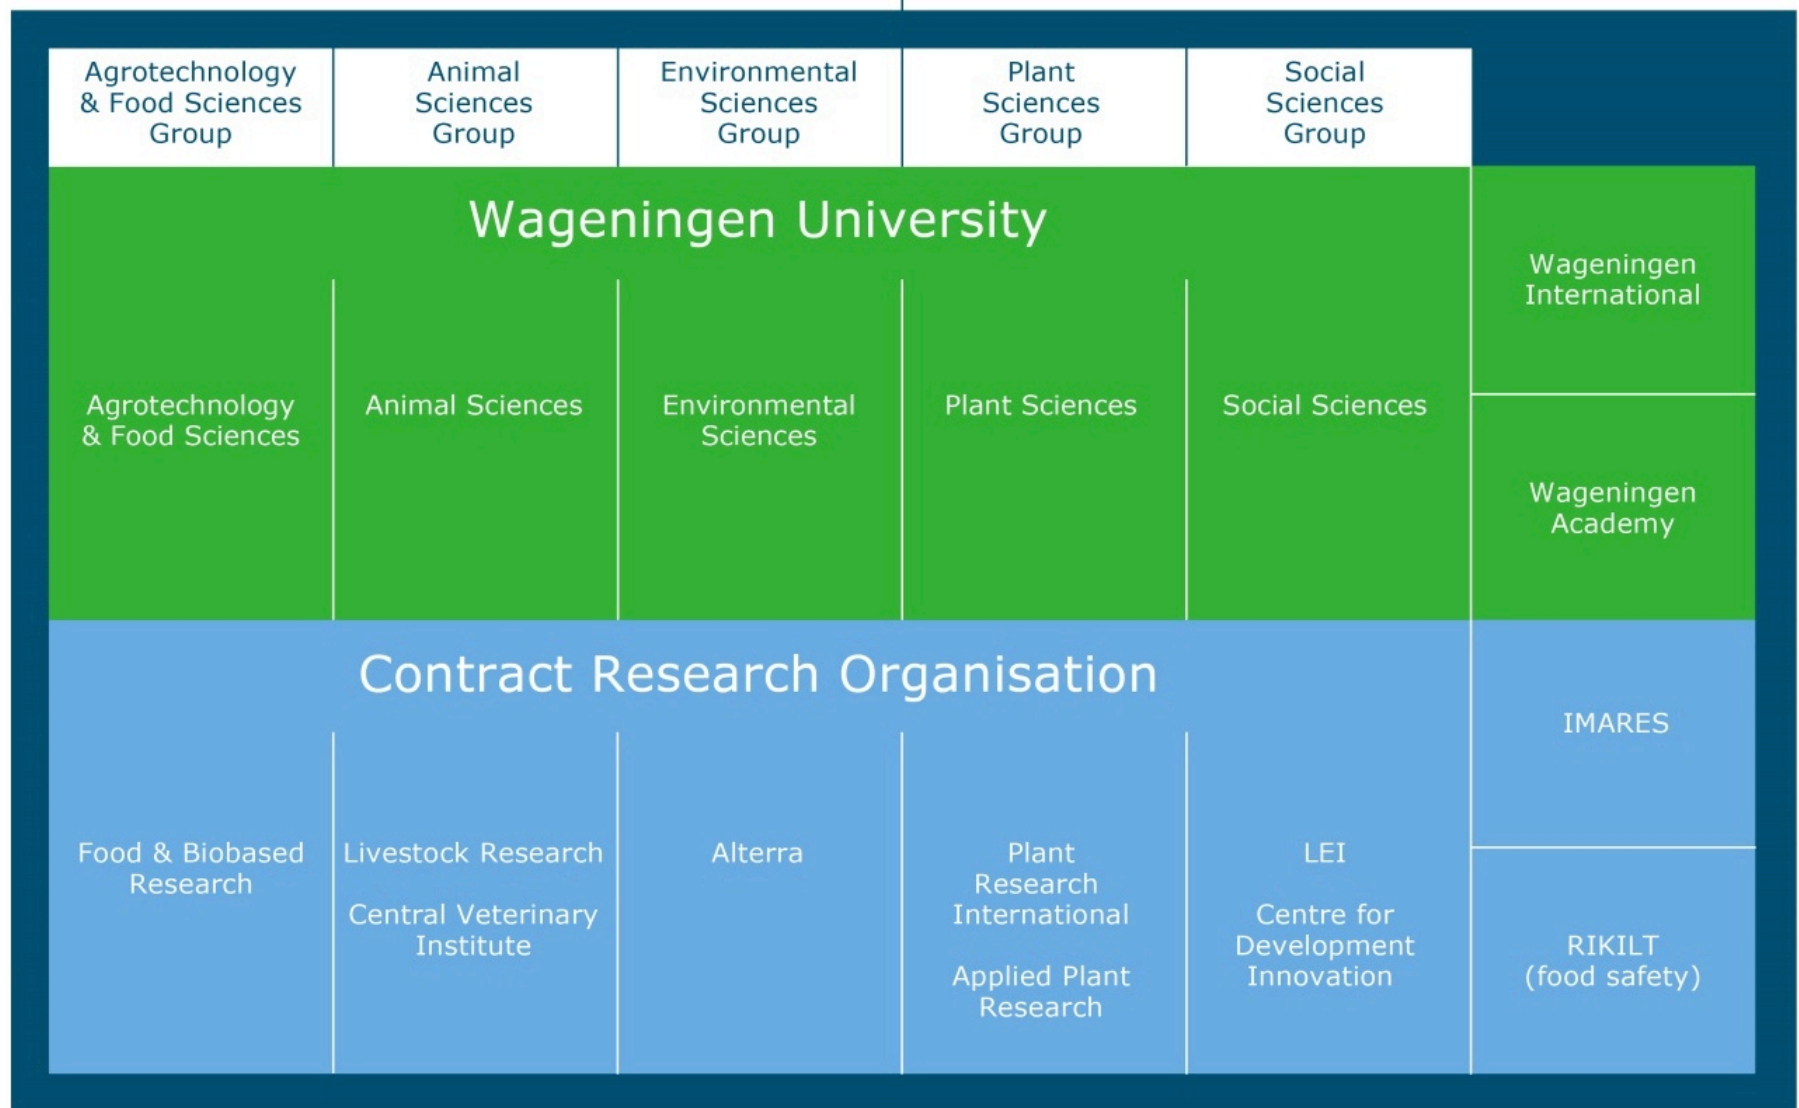 Agrotechnology
& Food Sciences
Group
Animal
Sciences
Group
Environmental
Sciences
Group
Plant
Sciences
Group
Social
Sciences
Group
Wageningen University
Agrotechnology
& Food Sciences
Animal Sciences
Environmental
Sciences
Plant Sciences
Social Sciences
Wageningen
International
Wageningen
Academy
Contract Research Organisation
Food & Biobased
Research
Livestock Research
Central Veterinary
Institute
Alterra
Plant
Research
International
Applied Plant
Research
LEI
Centre for
Development
Innovation
IMARES
RIKILT
(food safety)